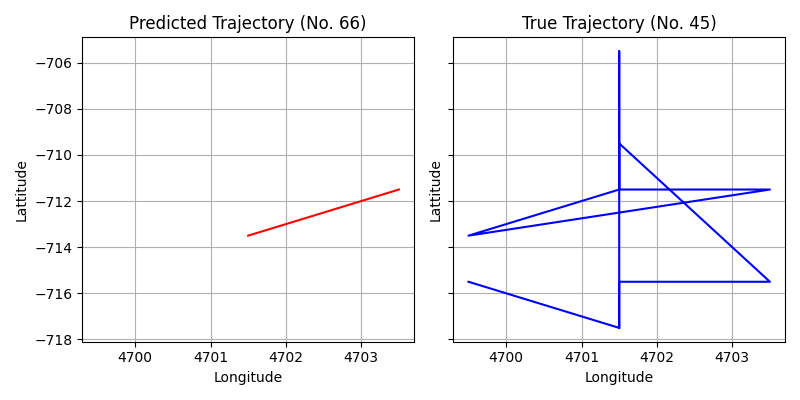 Predicted Trajectory (No. 66)
True Trajectory (No. 45)
Lattitude
−706
−708
−710
−712
−714
−716
−718
4700
4701
4702
4703
Longitude
Lattitude
4700
4701
4702
4703
Longitude